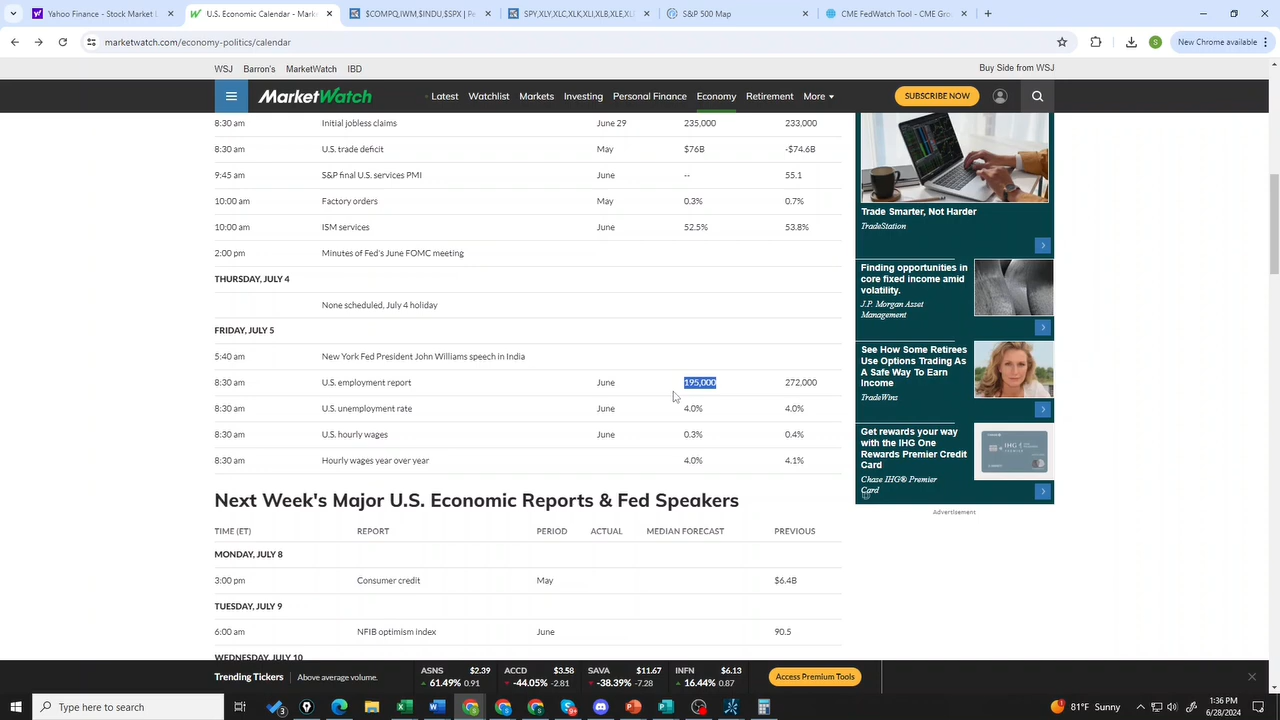 Yahoo Finance - Stock Market L
U.S. Economic Calendar - Mark
$COMPQ,IWM,$INDU,$SPX | Pe
SPY,XLY,XLC,XLK,XLI,XLB,XLE,XL
S&P 500 Map
CME FedWatch Tool - CME Gro
marketwatch.com/economy-politics/calendar
S
New Chrome available
WSJ Barron's MarketWatch IBD
Buy Side from WSJ
MarketWatch
Latest Watchlist Markets Investing Personal Finance Economy Retirement More
SUBSCRIBE NOW
8:30 am Initial jobless claims June 29 235,000 233,000
8:30 am U.S. trade deficit May $76B -$74.6B
9:45 am S&P final U.S. services PMI June -- 55.1
10:00 am Factory orders May 0.3% 0.7%
10:00 am ISM services June 52.5% 53.8%
2:00 pm Minutes of Fed's June FOMC meeting
THURSDAY, JULY 4
None scheduled, July 4 holiday
FRIDAY, JULY 5
5:40 am New York Fed President John Williams speech in India
8:30 am U.S. employment report June 195,000 272,000
8:30 am U.S. unemployment rate June 4.0% 4.0%
8:30 am U.S. hourly wages June 0.3% 0.4%
8:30 am Hourly wages year over year 4.0% 4.1%
Next Week's Major U.S. Economic Reports & Fed Speakers
TIME (ET) REPORT PERIOD ACTUAL MEDIAN FORECAST PREVIOUS
MONDAY, JULY 8
3:00 pm Consumer credit May $6.4B
TUESDAY, JULY 9
6:00 am NFIB optimism index June 90.5
WEDNESDAY, JULY 10
Trade Smarter, Not Harder
TradeStation
Finding opportunities in
core fixed income amid
volatility.
J.P. Morgan Asset
Management
See How Some Retirees
Use Options Trading As
A Safe Way To Earn
Income
TradeWins
Get rewards your way
with the IHG One
Rewards Premier Credit
Card
Chase IHG® Premier
Card
IHG
Advertisement
Trending Tickers Above average volume.
ASNS $2.39
61.49% 0.91
ACCD $3.58
-44.05% -2.81
SAVA $11.67
-38.39% -7.28
INFN $6.13
16.44% 0.87
Access Premium Tools
Type here to search
3
81°F Sunny
1:36 PM
6/28/2024